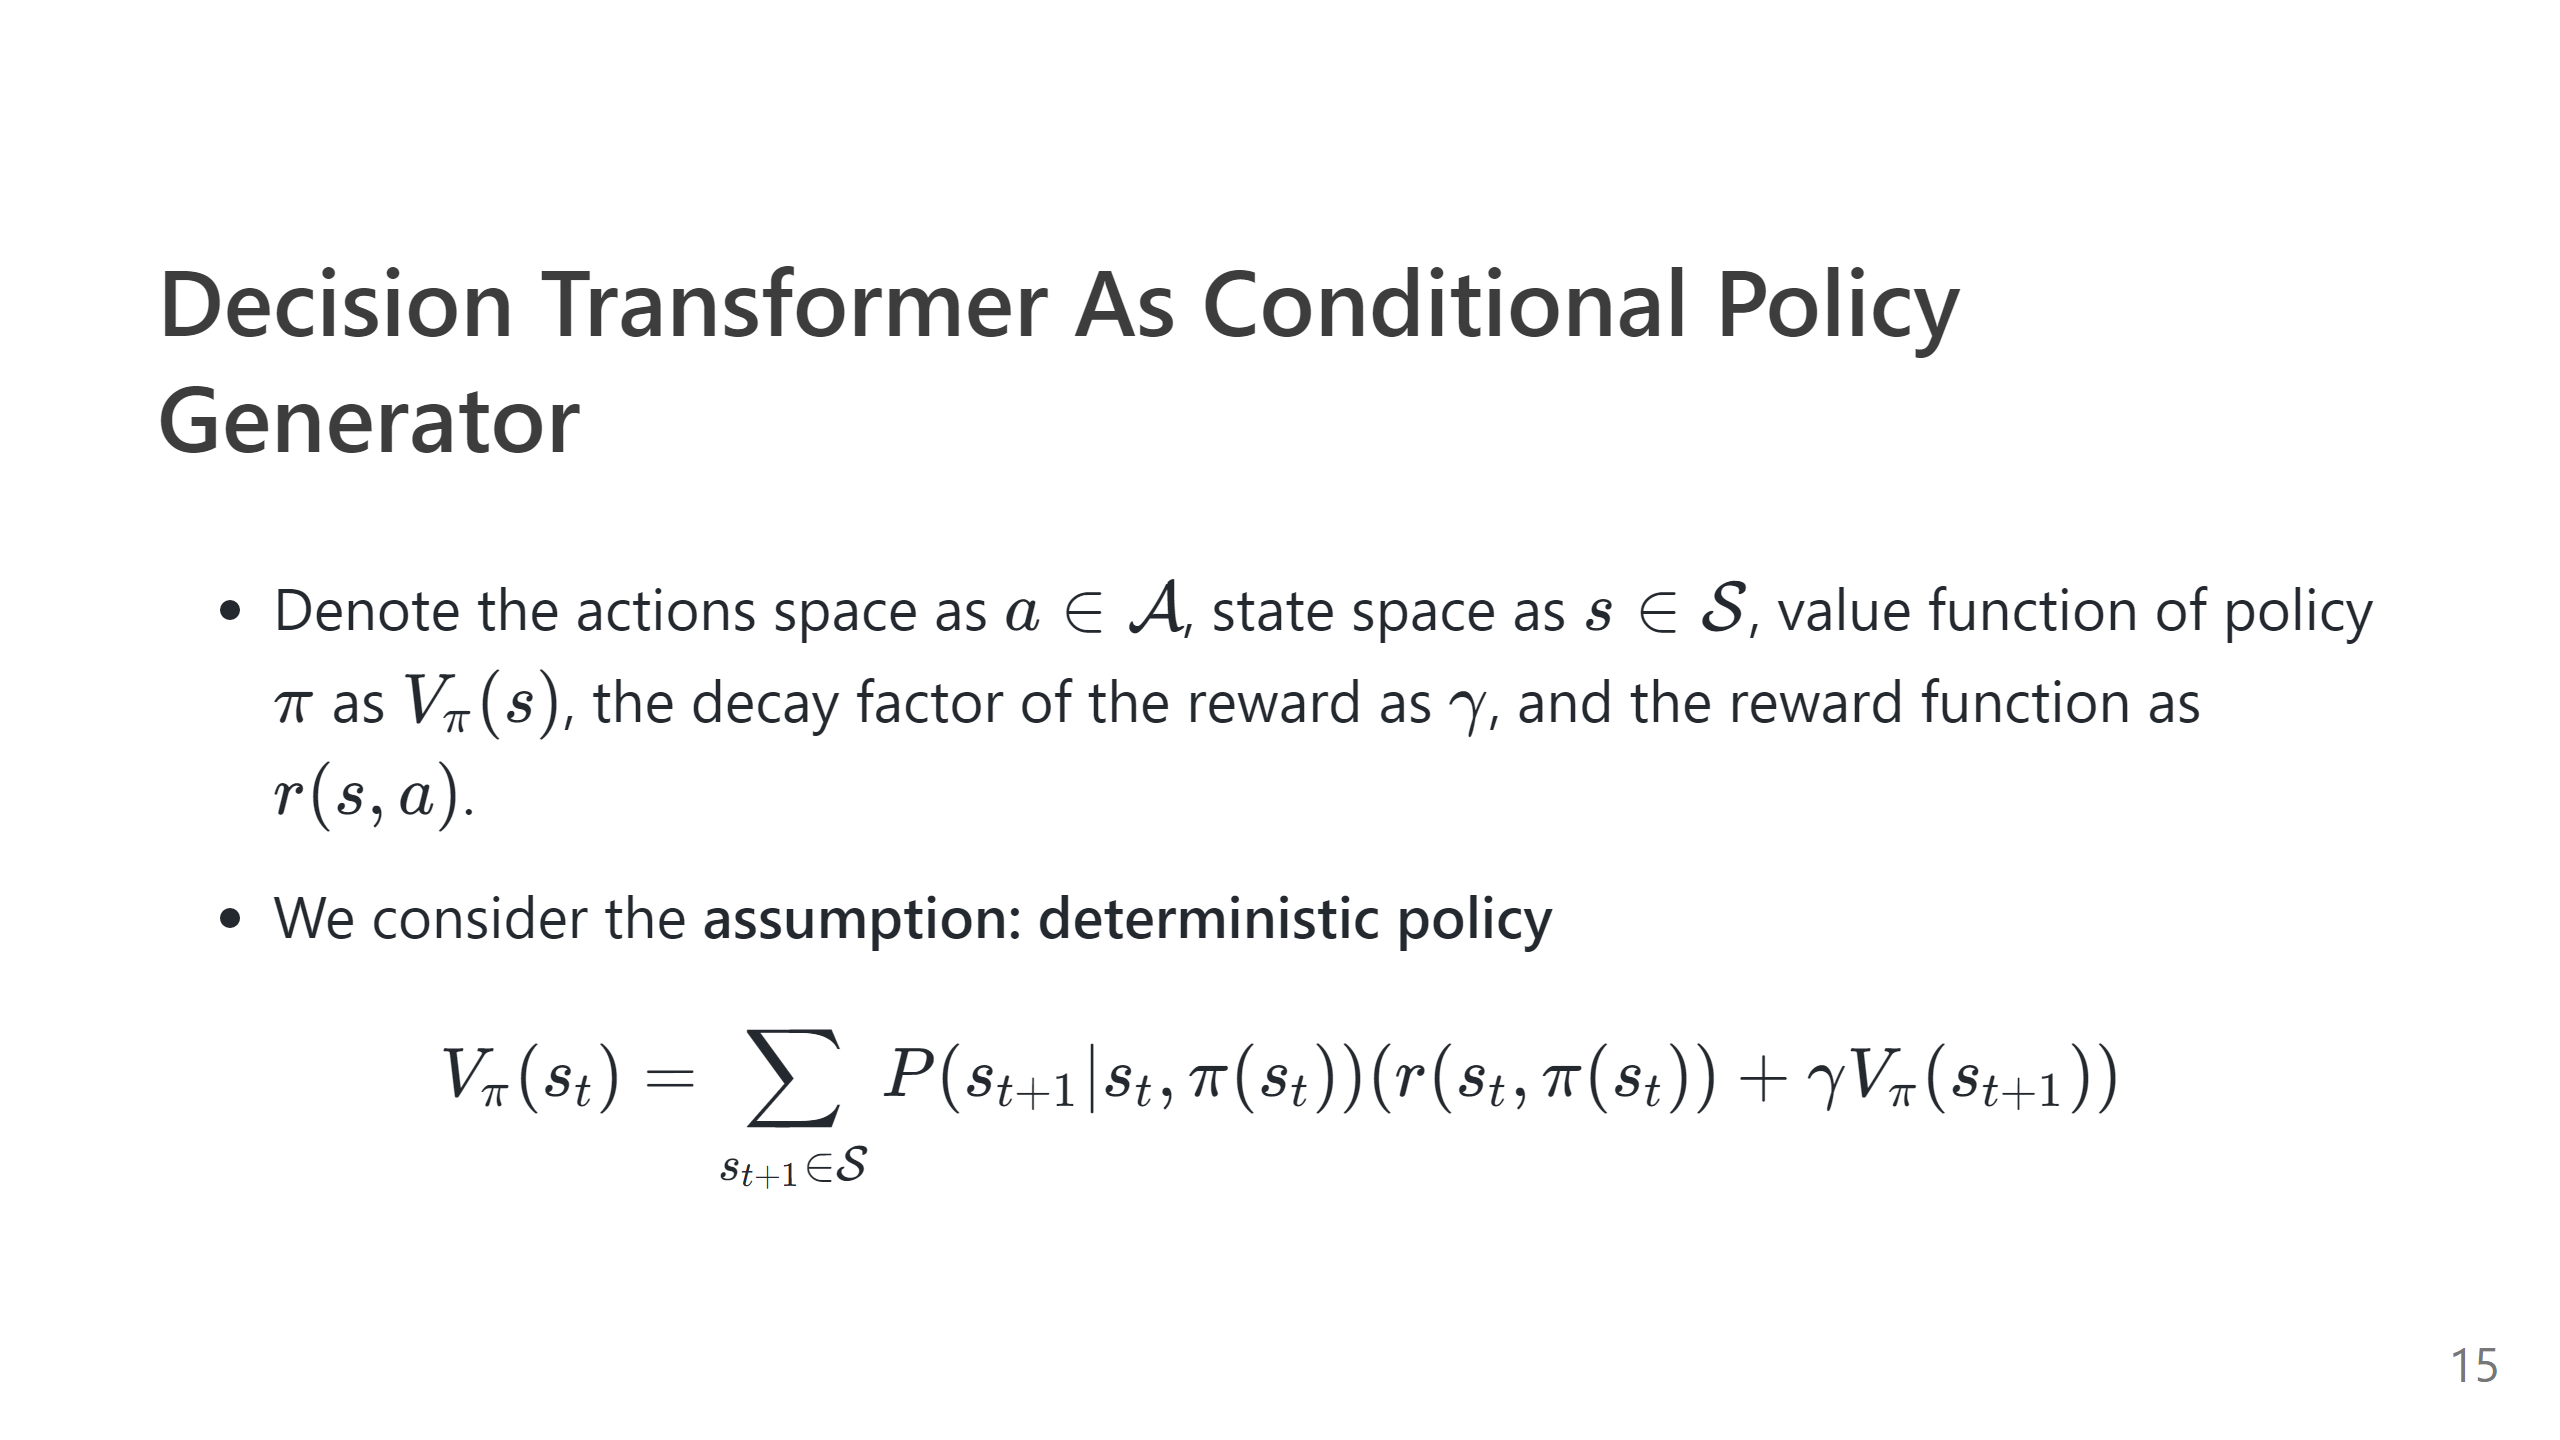 Decision Transformer As Conditional Policy
Generator
• Denote the actions space as a ∈ 𝒜, state space as s ∈ 𝒮, value function of policy
π as V_π(s), the decay factor of the reward as γ, and the reward function as
r(s, a).
• We consider the assumption: deterministic policy
V_π(s_t) = ∑_{s_{t+1}∈𝒮} P(s_{t+1}|s_t, π(s_t))(r(s_t, π(s_t)) + γV_π(s_{t+1}))
15